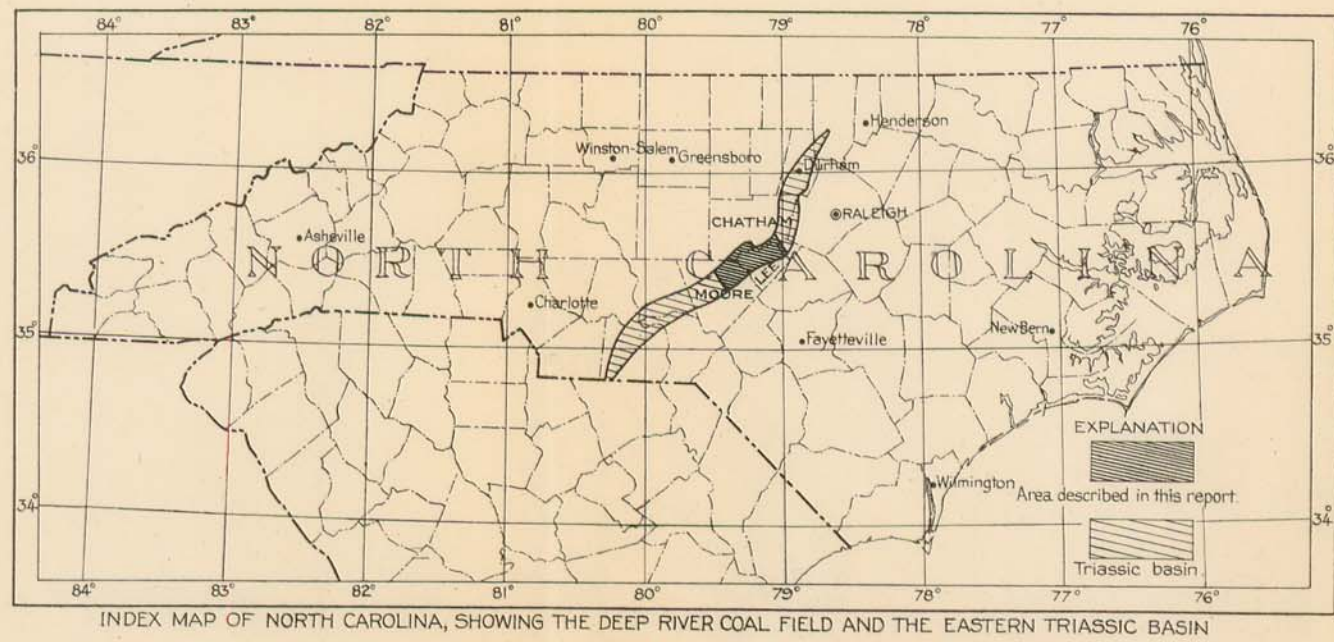 84° 83° 82° 81° 80° 79° 78° 77° 76°
Henderson
Winston-Salem
Greensboro
36° 36°
Durham
CHATHAM
RALEIGH
Asheville
NORTH CAROLINA
LEE
MOORE
Charlotte
New Bern
35° 35°
Fayetteville
EXPLANATION
Wilmington
Area described in this report.
34° 34°
Triassic basin.
84° 83° 82° 81° 80° 79° 78° 77° 76°
INDEX MAP OF NORTH CAROLINA, SHOWING THE DEEP RIVER COAL FIELD AND THE EASTERN TRIASSIC BASIN